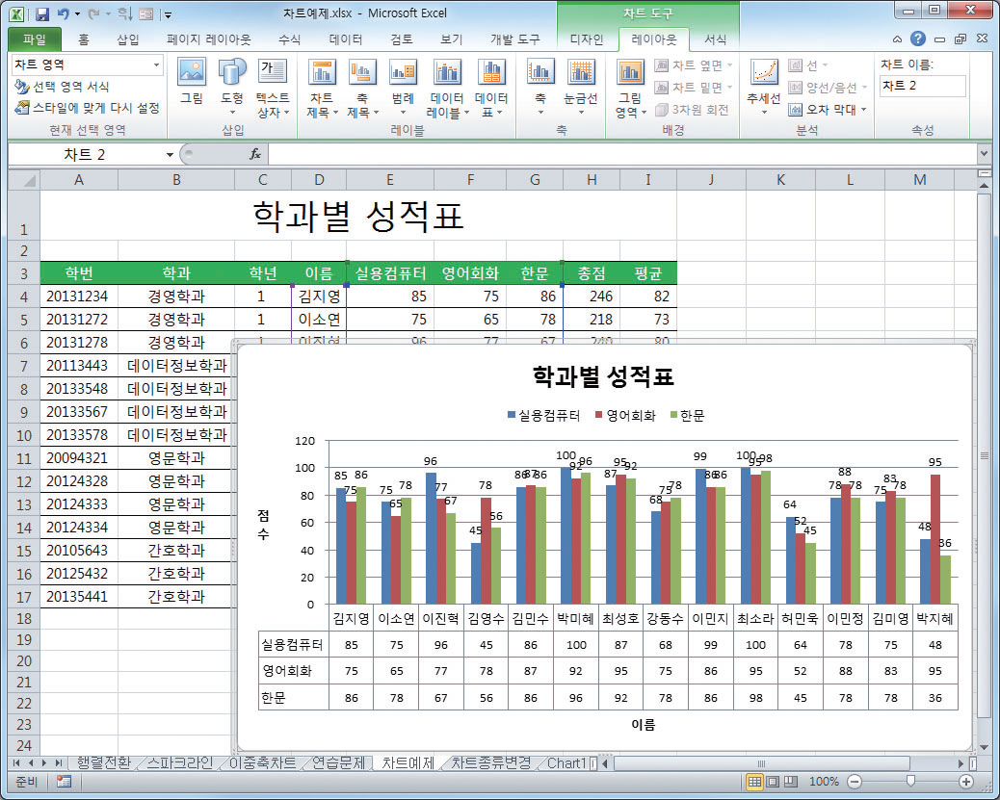 차트예제.xlsx - Microsoft Excel
차트 도구
파일 홈 삽입 페이지 레이아웃 수식 데이터 검토 보기 개발 도구 디자인 레이아웃 서식
차트 영역
선택 영역 서식
스타일에 맞게 다시 설정
현재 선택 영역
그림 도형 텍스트 상자
삽입
차트 제목 축 제목 범례 데이터 레이블 데이터 표
레이블
축 눈금선
축
그림 영역 차트 옆면 차트 밑면 3차원 회전
배경
추세선 선 양선/음선 오차 막대
분석
차트 이름:
차트 2
속성
차트 2 fx
A B C D E F G H I J K L M
1 학과별 성적표
2
3 학번 학과 학년 이름 실용컴퓨터 영어회화 한문 총점 평균
4 20131234 경영학과 1 김지영 85 75 86 246 82
5 20131272 경영학과 1 이소연 75 65 78 218 73
6 20131278 경영학과 1 이진혁 96 77 67 240 80
7 20113443 데이터정보학과
8 20133548 데이터정보학과
9 20133567 데이터정보학과
10 20133578 데이터정보학과
11 20094321 영문학과
12 20124328 영문학과
13 20124333 영문학과
14 20124334 영문학과
15 20105643 간호학과
16 20125432 간호학과
17 20135441 간호학과
18
19
20
21
22
23
24
학과별 성적표
실용컴퓨터 영어회화 한문
점수
120
100
80
60
40
20
0
85 75 86 75 65 78 96 77 67 45 78 56 86 87 86 100 92 96 87 95 92 68 75 78 99 86 86 100 95 98 64 52 45 78 88 78 75 83 78 48 95 36
김지영 이소연 이진혁 김영수 김민수 박미혜 최성호 강동수 이민지 최소라 허민욱 이민정 김미영 박지혜
실용컴퓨터 85 75 96 45 86 100 87 68 99 100 64 78 75 48
영어회화 75 65 77 78 87 92 95 75 86 95 52 88 83 95
한문 86 78 67 56 86 96 92 78 86 98 45 78 78 36
이름
행렬전환 스파크라인 이중축차트 연습문제 차트예제 차트종류변경 Chart1
준비 100%